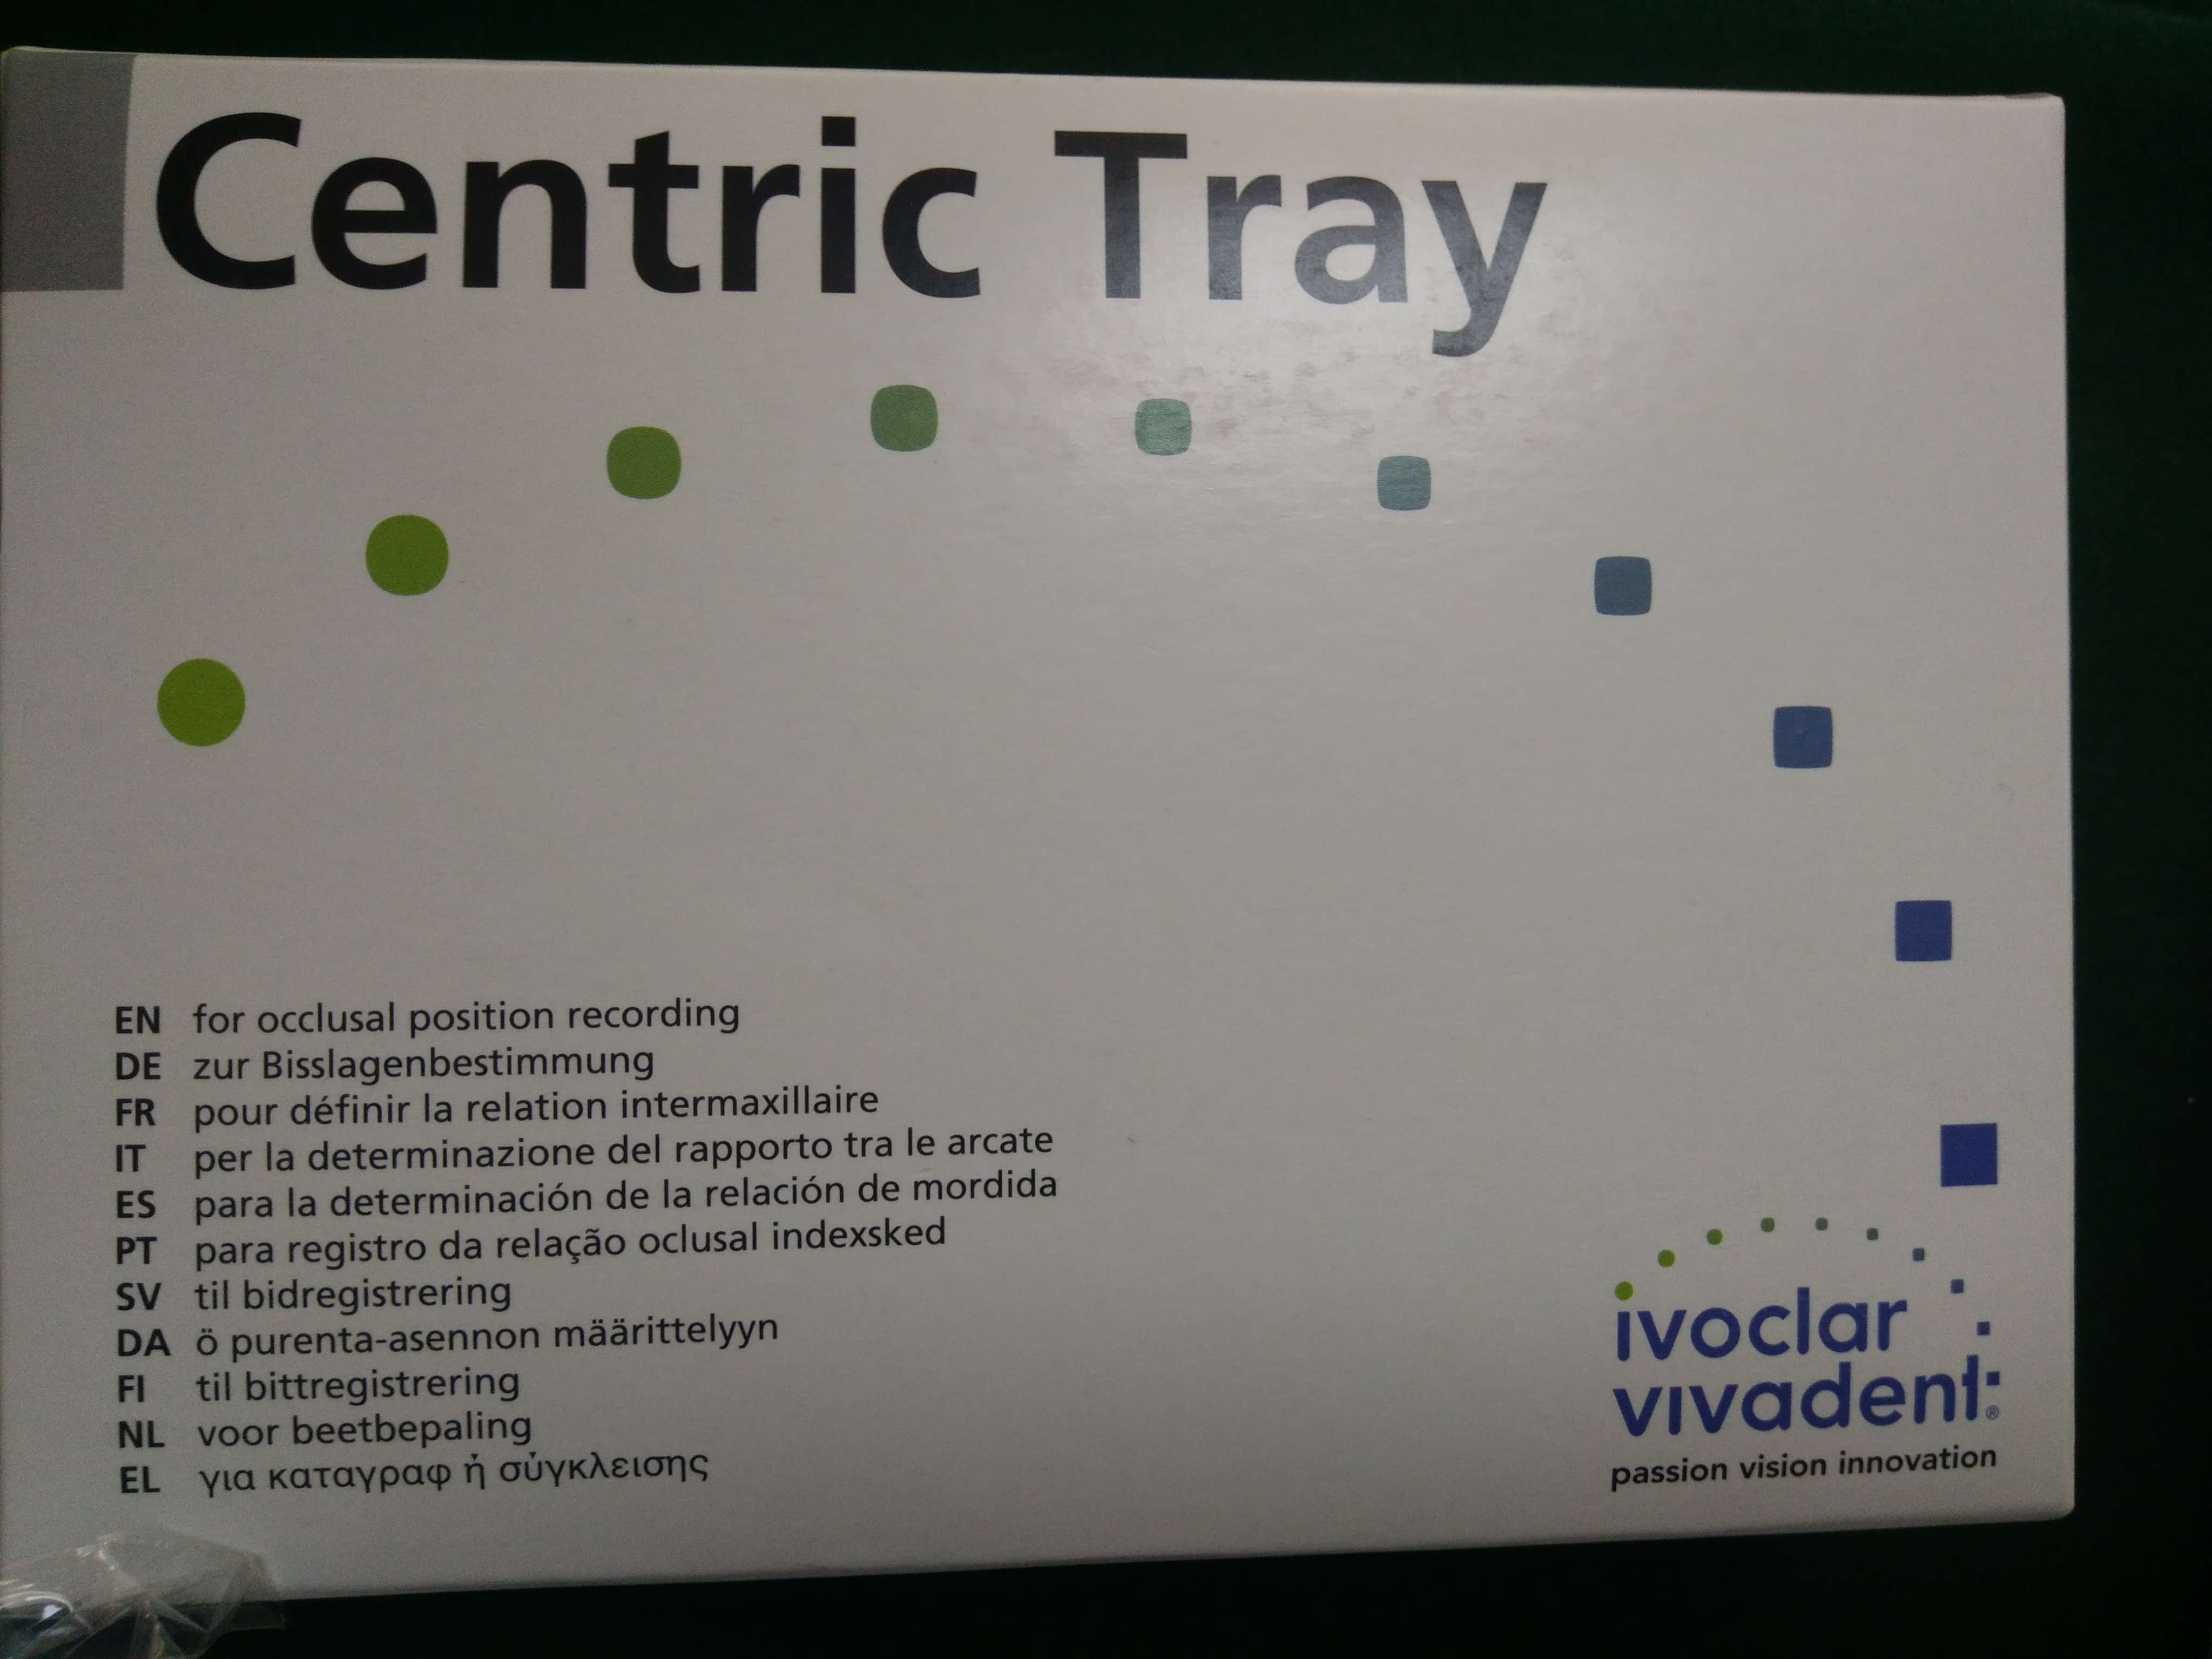 Centric Tray
EN for occlusal position recording
DE zur Bisslagenbestimmung
FR pour définir la relation intermaxillaire
IT per la determinazione del rapporto tra le arcate
ES para la determinación de la relación de mordida
PT para registro da relação oclusal indexsked
SV til bidregistrering
DA ö purenta-asennon määrittelyyn
FI til bittregistrering
NL voor beetbepaling
EL για καταγραφ ἠ σὐγκλεισης
ivoclar
vivadent:®
passion vision innovation